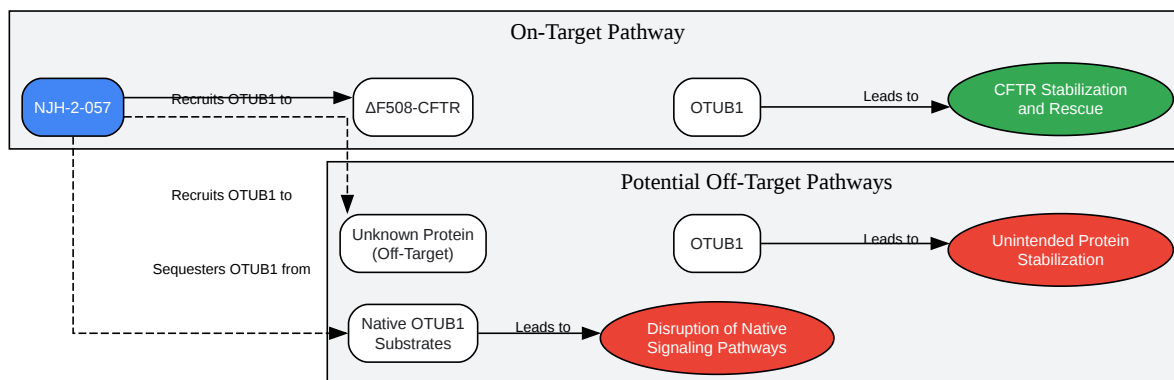 On-Target Pathway
NJH-2-057
Recruits OTUB1 to
ΔF508-CFTR
OTUB1
Leads to
CFTR Stabilization
and Rescue
Potential Off-Target Pathways
Recruits OTUB1 to
Unknown Protein
(Off-Target)
OTUB1
Leads to
Unintended Protein
Stabilization
Sequesters OTUB1 from
Native OTUB1
Substrates
Leads to
Disruption of Native
Signaling Pathways